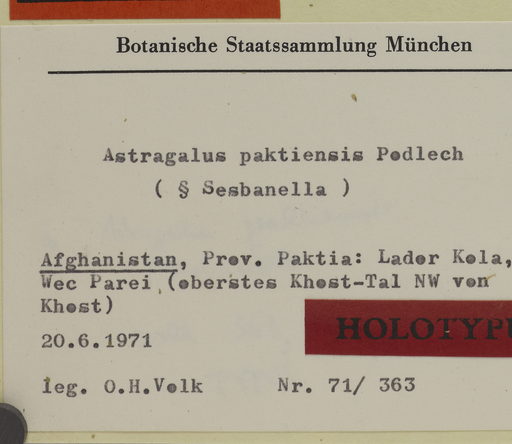 Botanische Staatssammlung München
Astragalus paktiensis Podlech
( § Sesbanella )
Afghanistan, Prov. Paktia: Lador Kola,
Wec Parei (oberstes Khost-Tal NW von
Khost)
HOLOTYPU
20.6.1971
leg. O.H.Volk Nr. 71/ 363